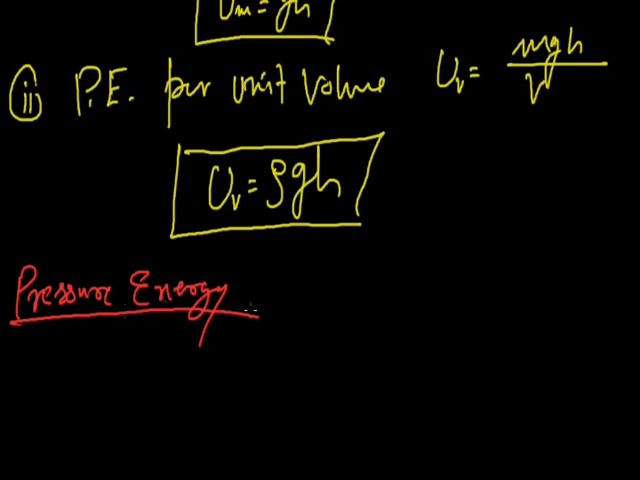 Um = gh
(ii) P.E. per unit volume Uv = mgh / V
Uv = ρgh
Pressure Energy